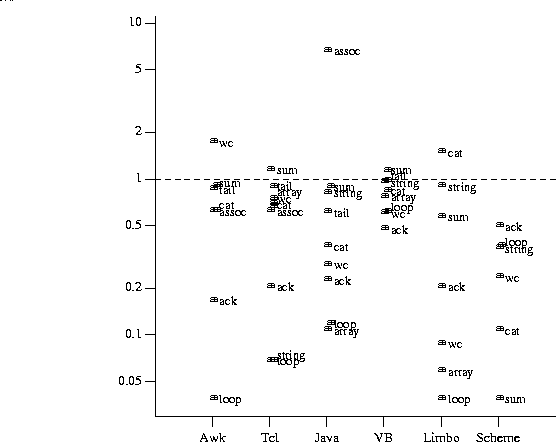 10
5
2
1
0.5
0.2
0.1
0.05
wc
sum
tail
cat
assoc
ack
loop
sum
tail
array
wc
cat
assoc
ack
string
loop
assoc
sum
string
tail
cat
wc
ack
loop
array
sum
tail
string
cat
array
loop
wc
ack
cat
string
sum
ack
wc
array
loop
ack
loop
string
wc
cat
sum
Awk Tcl Java VB Limbo Scheme